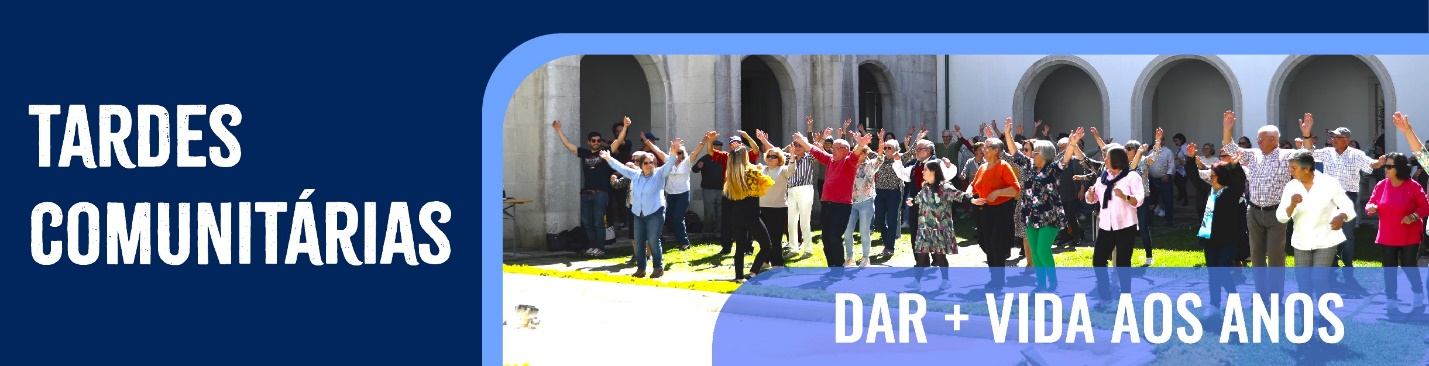 TARDES
COMUNITÁRIAS
DAR + VIDA AOS ANOS